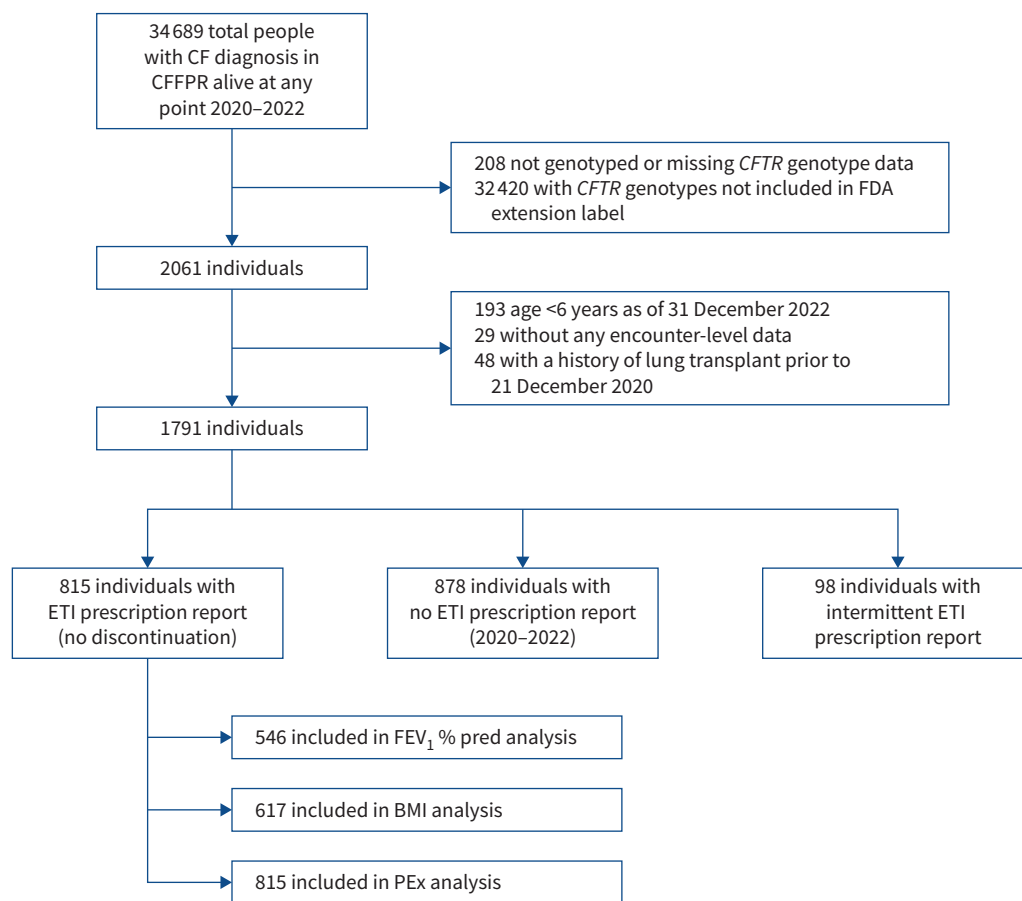 34 689 total people
with CF diagnosis in
CFFPR alive at any
point 2020–2022
208 not genotyped or missing CFTR genotype data
32 420 with CFTR genotypes not included in FDA
extension label
2061 individuals
193 age <6 years as of 31 December 2022
29 without any encounter-level data
48 with a history of lung transplant prior to
21 December 2020
1791 individuals
815 individuals with
ETI prescription report
(no discontinuation)
878 individuals with
no ETI prescription report
(2020–2022)
98 individuals with
intermittent ETI
prescription report
546 included in FEV₁ % pred analysis
617 included in BMI analysis
815 included in PEx analysis